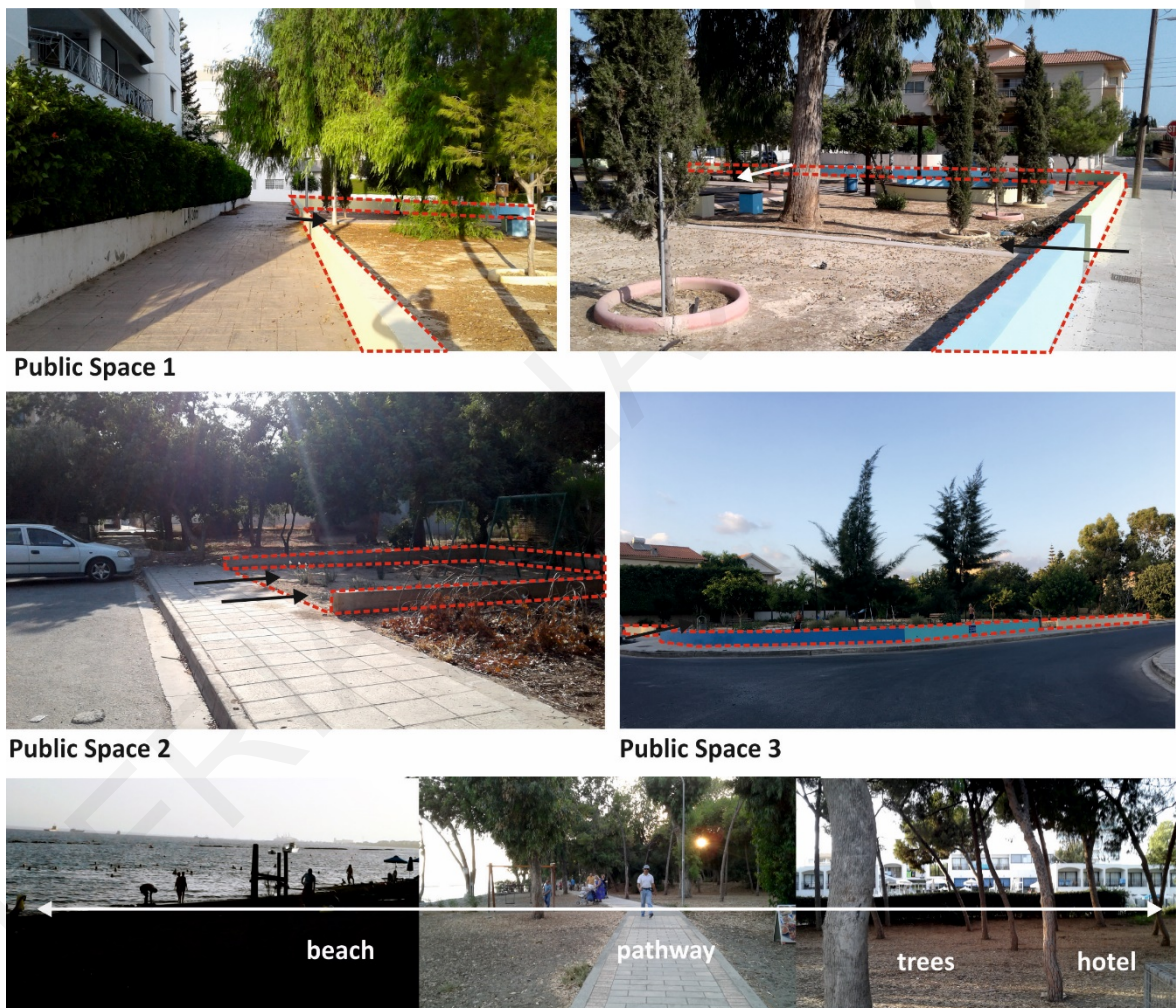 Public Space 1
Public Space 2
Public Space 3
beach
pathway
trees
hotel